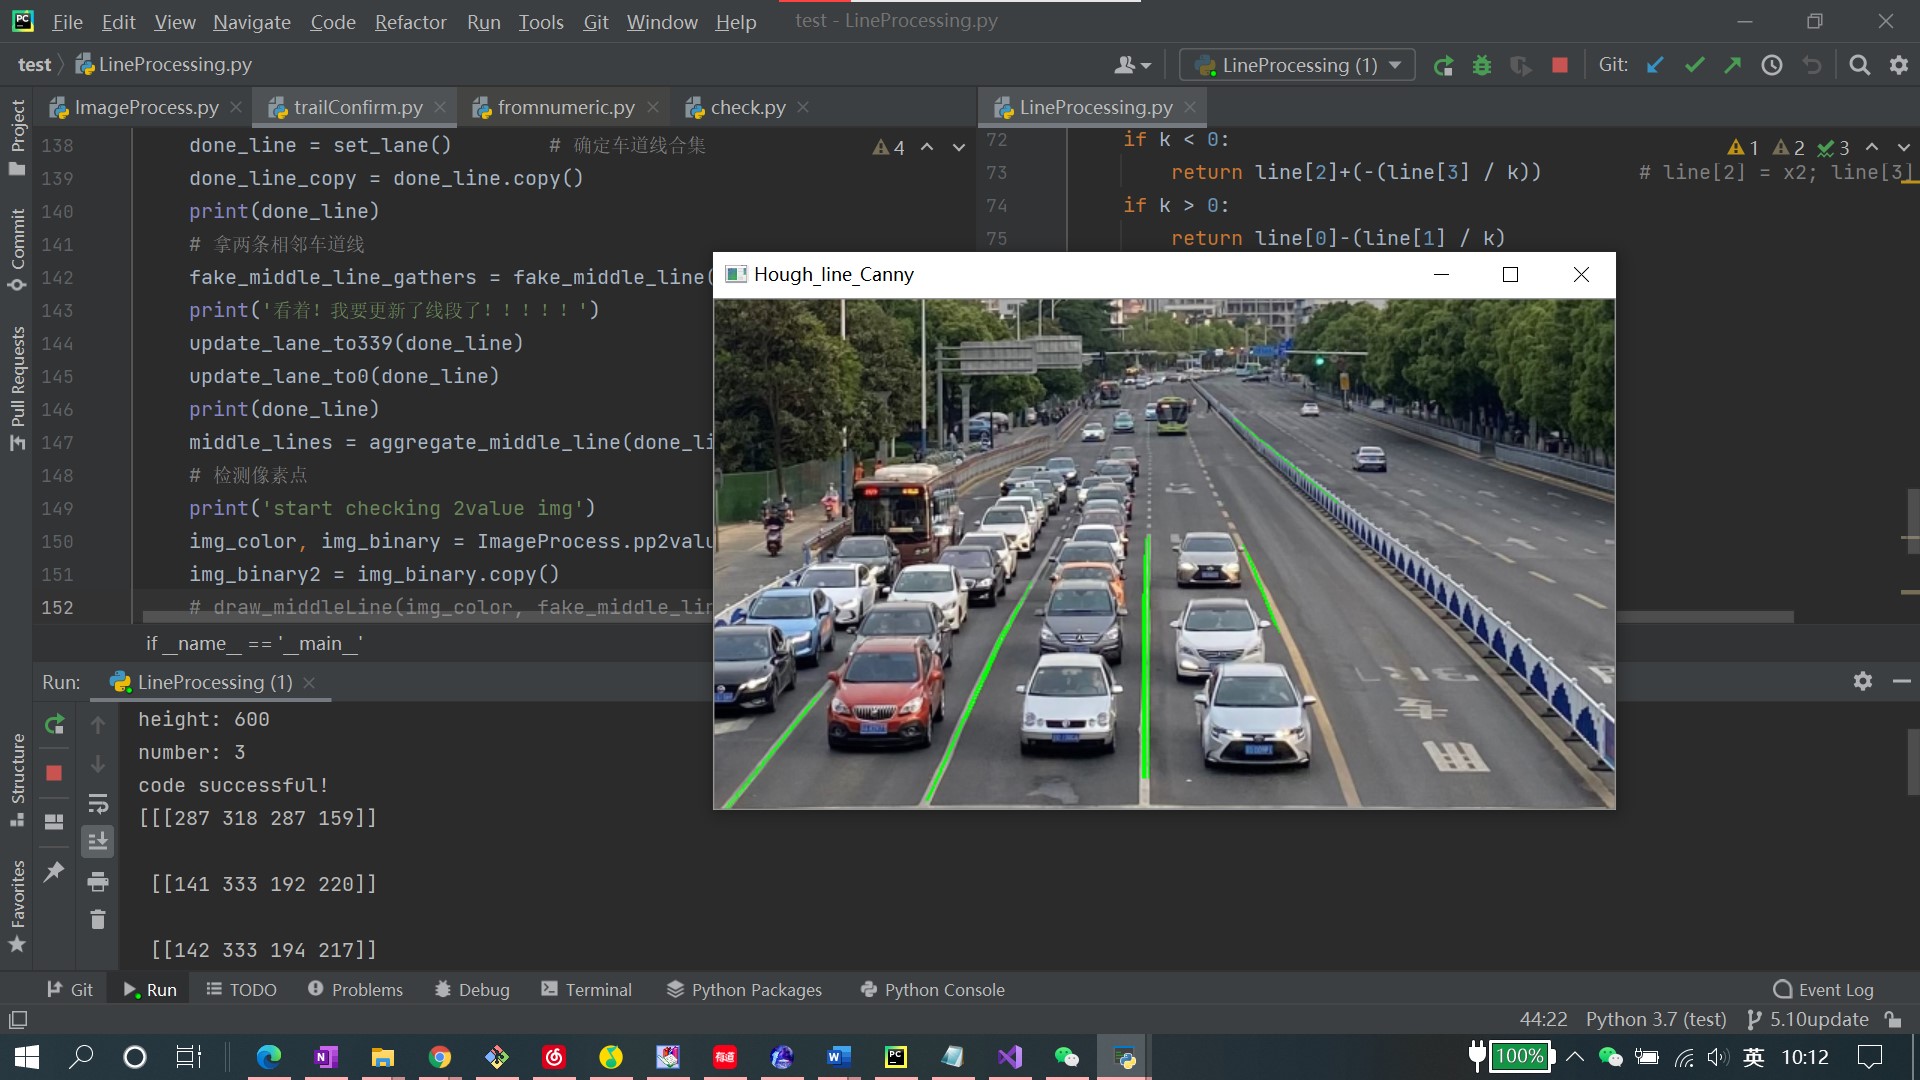 File Edit View Navigate Code Refactor Run Tools Git Window Help test - LineProcessing.py
test LineProcessing.py LineProcessing (1) Git:
ImageProcess.py trailConfirm.py fromnumeric.py check.py LineProcessing.py
Project
Commit
Pull Requests
Structure
Favorites
138 done_line = set_lane() # 确定车道线合集 4
139 done_line_copy = done_line.copy()
140 print(done_line)
141 # 拿两条相邻车道线
142 fake_middle_line_gathers = fake_middle_line(
143 print('看着！我要更新了线段了！！！！！')
144 update_lane_to339(done_line)
145 update_lane_to0(done_line)
146 print(done_line)
147 middle_lines = aggregate_middle_line(done_li
148 # 检测像素点
149 print('start checking 2value img')
150 img_color, img_binary = ImageProcess.pp2valu
151 img_binary2 = img_binary.copy()
152 # draw_middleLine(img_color, fake_middle_lin
if __name__ == '__main__'
72 if k < 0: 1 2 3
73 return line[2]+(-(line[3] / k)) # line[2] = x2; line[3]
74 if k > 0:
75 return line[0]-(line[1] / k)
Hough_line_Canny
Run: LineProcessing (1)
height: 600
number: 3
code successful!
[[[287 318 287 159]]
[[141 333 192 220]]
[[142 333 194 217]]
Git Run TODO Problems Debug Terminal Python Packages Python Console Event Log
44:22 Python 3.7 (test) 5.10update
100% 英 10:12